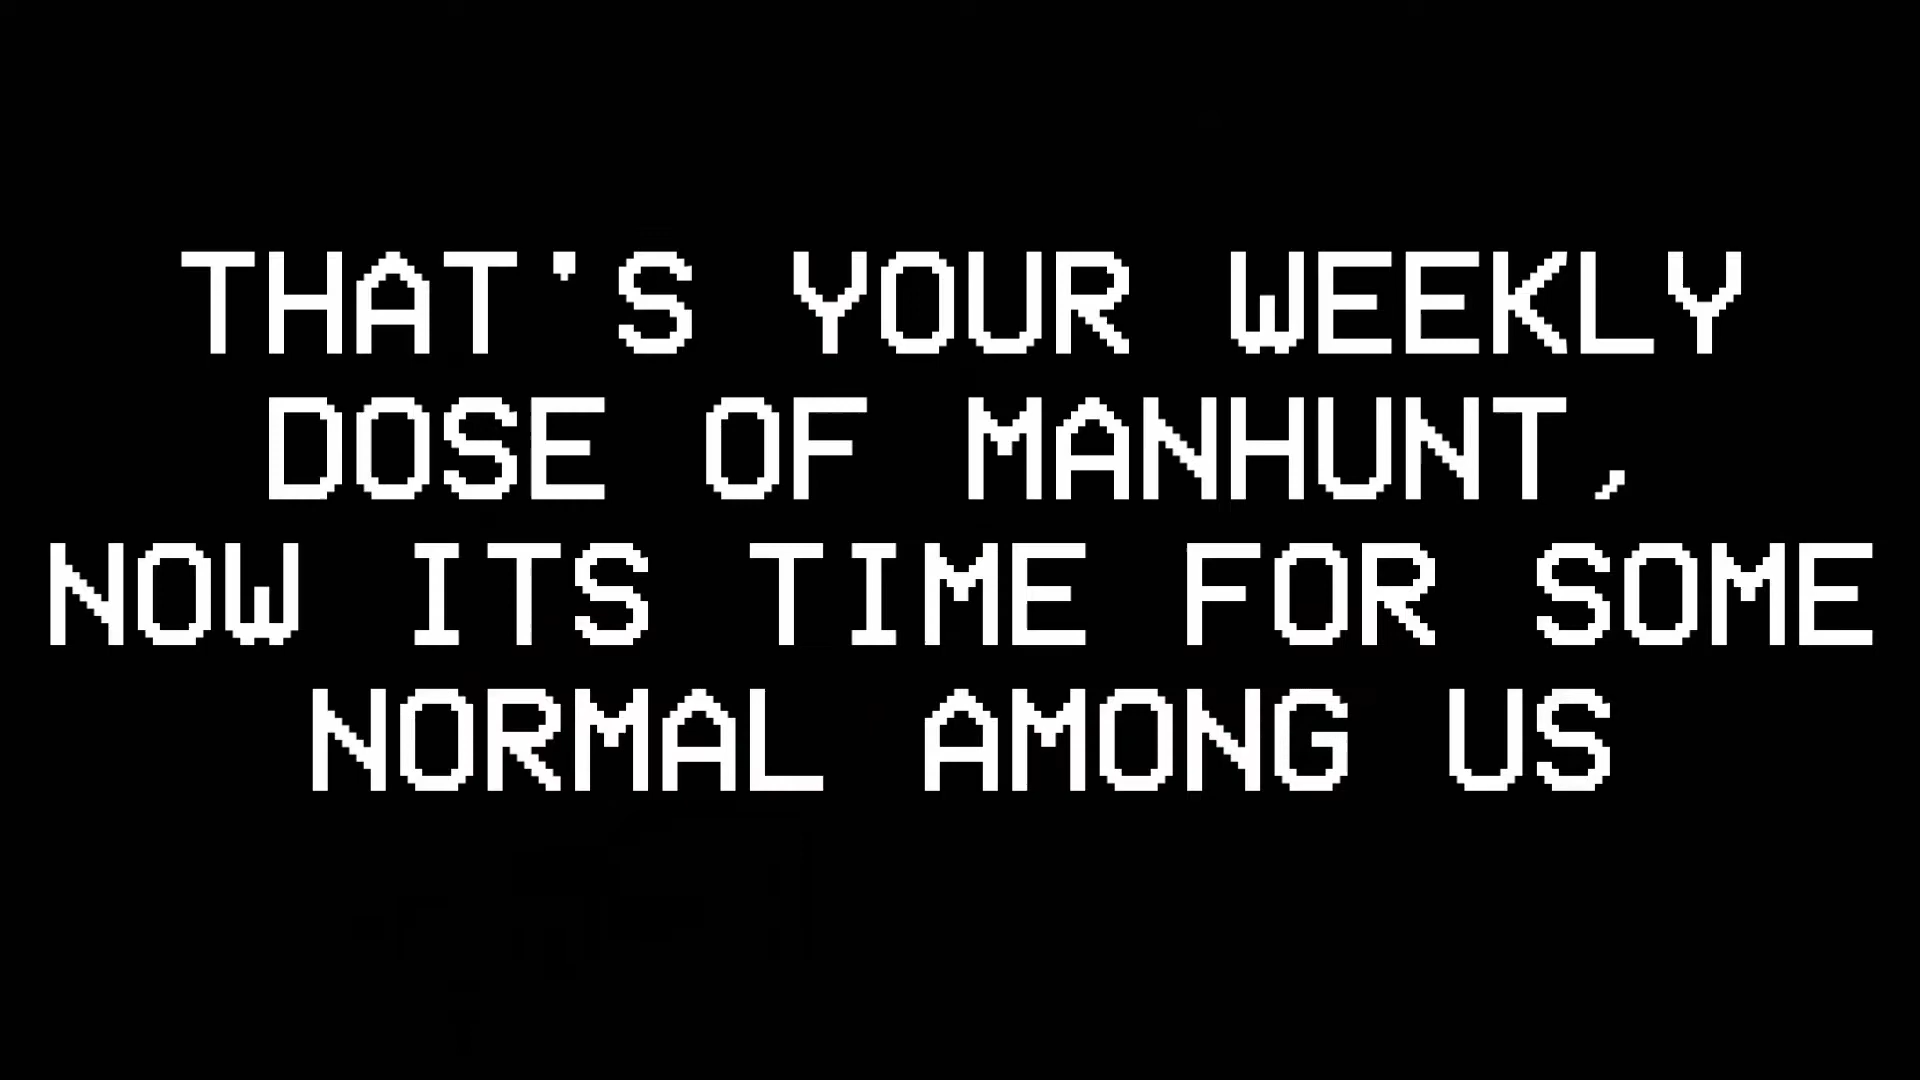 THAT'S YOUR WEEKLY
DOSE OF MANHUNT,
NOW ITS TIME FOR SOME
NORMAL AMONG US